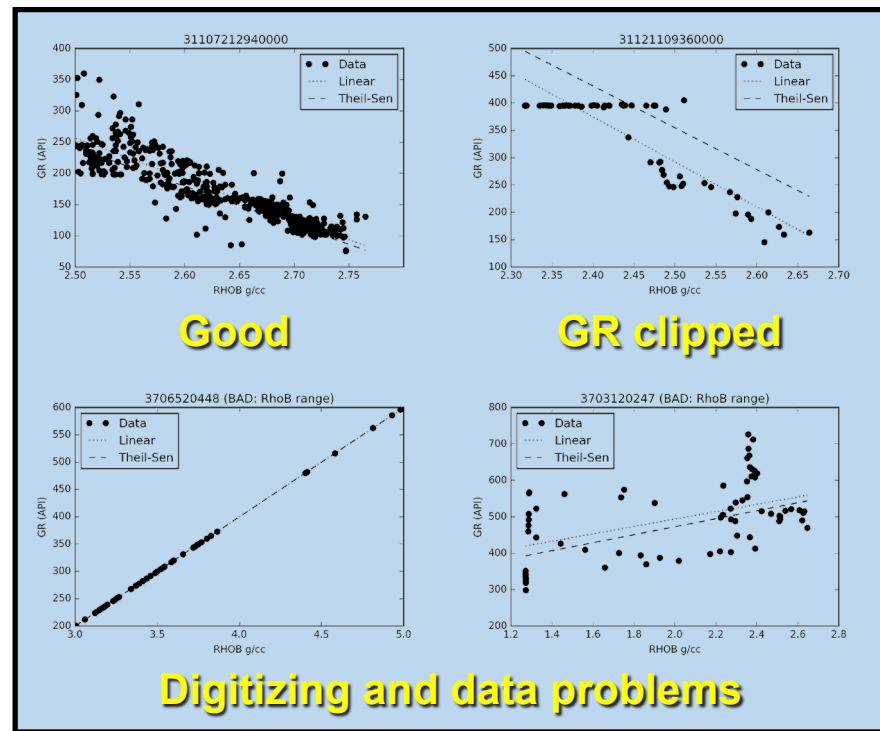 31107212940000
400
350
300
250
200
150
100
50
GR (API)
Data
Linear
Theil-Sen
2.50 2.55 2.60 2.65 2.70 2.75
RHOB g/cc
Good
31121109360000
500
450
400
350
300
250
200
150
100
GR (API)
Data
Linear
Theil-Sen
2.30 2.35 2.40 2.45 2.50 2.55 2.60 2.65 2.70
RHOB g/cc
GR clipped
3706520448 (BAD: RhoB range)
600
550
500
450
400
350
300
250
200
GR (API)
Data
Linear
Theil-Sen
3.0 3.5 4.0 4.5 5.0
RHOB g/cc
3703120247 (BAD: RhoB range)
800
700
600
500
400
300
200
GR (API)
Data
Linear
Theil-Sen
1.2 1.4 1.6 1.8 2.0 2.2 2.4 2.6 2.8
RHOB g/cc
Digitizing and data problems